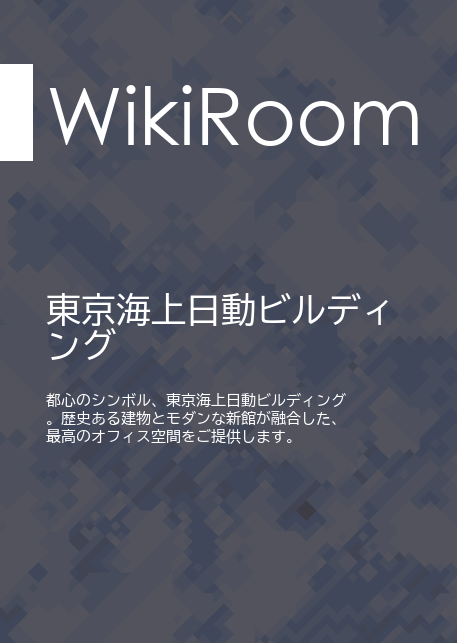 WikiRoom
東京海上日動ビルディ
ング
都心のシンボル、東京海上日動ビルディング
。歴史ある建物とモダンな新館が融合した、
最高のオフィス空間をご提供します。